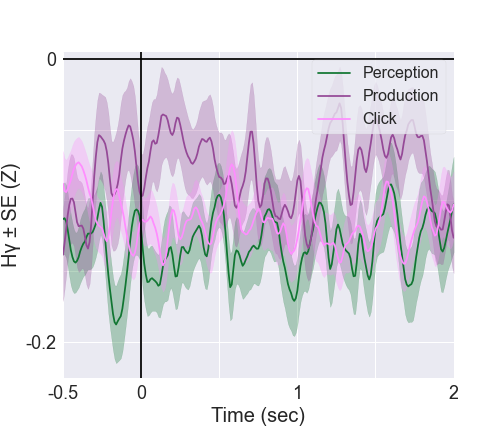 0
Perception
Production
Click
Hγ ± SE (Z)
-0.2
-0.5 0 1 2
Time (sec)